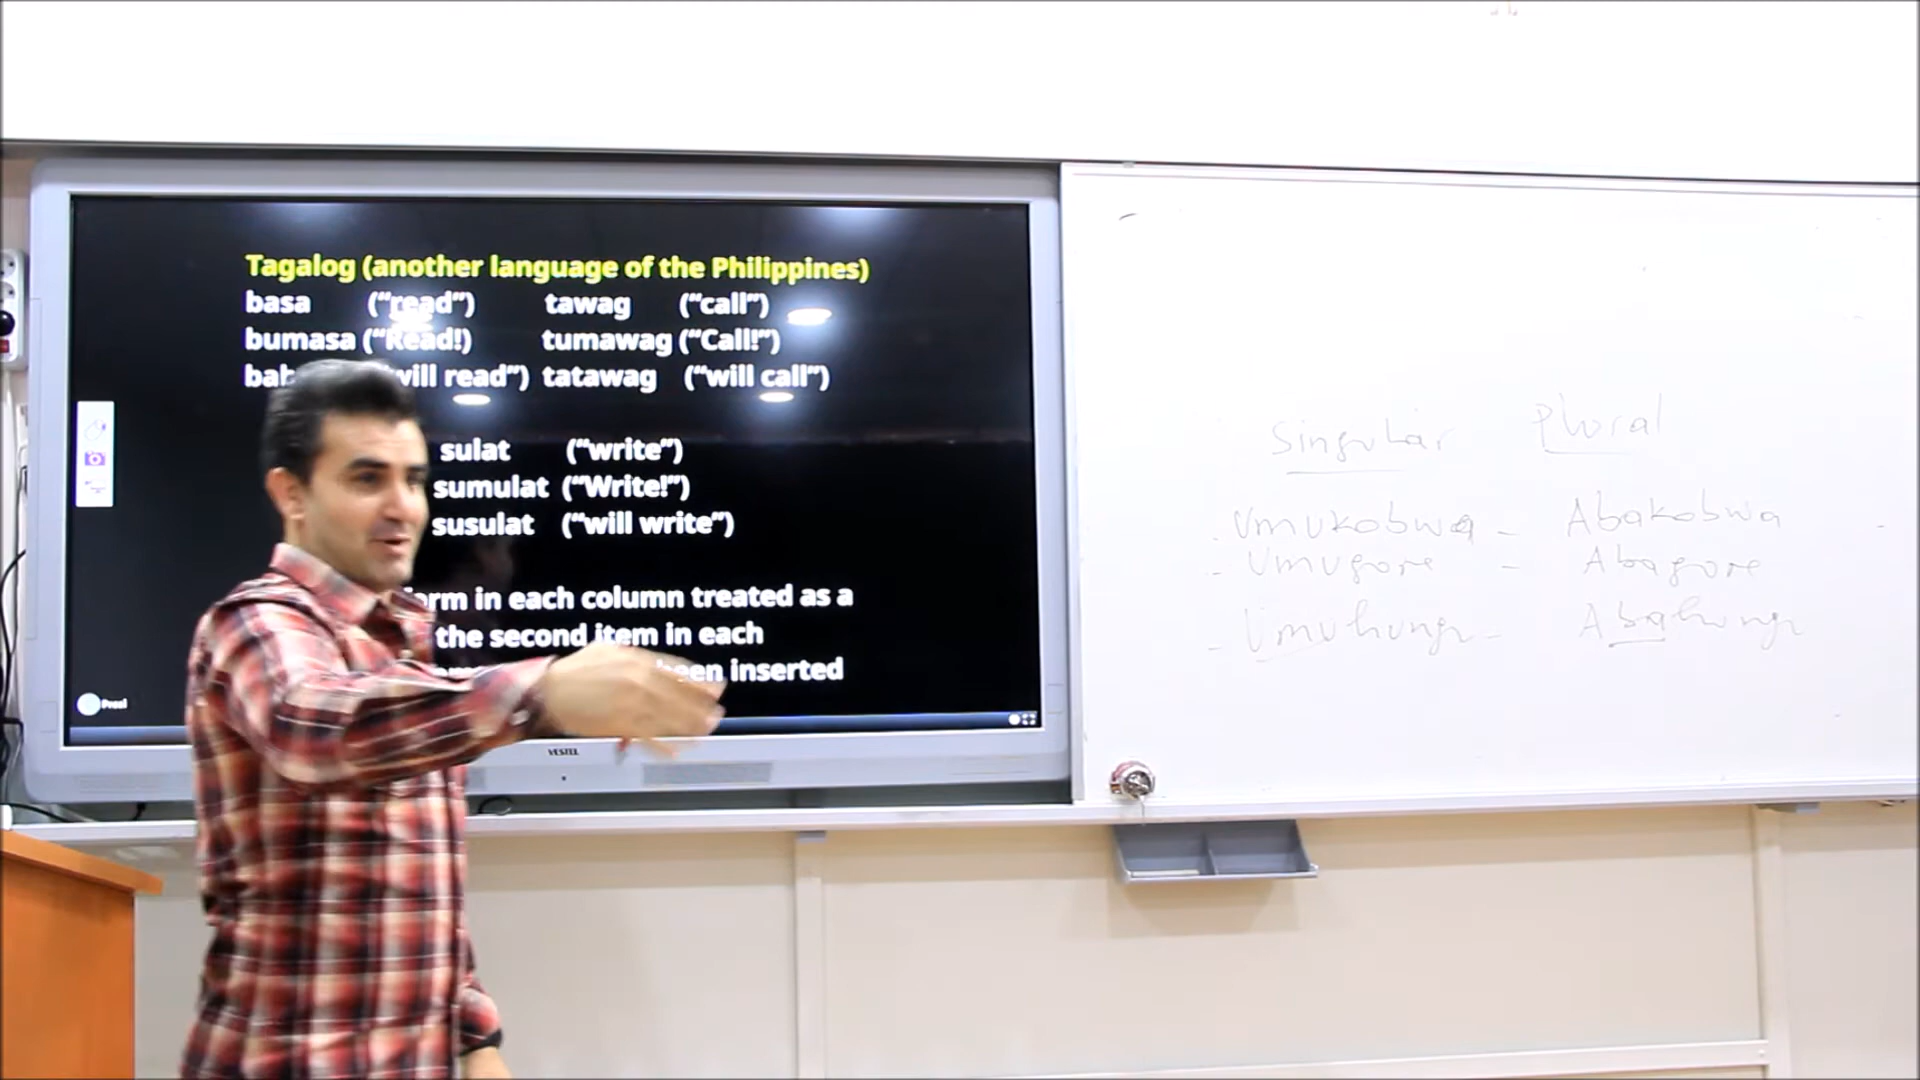 Tagalog (another language of the Philippines)
basa ("read") tawag ("call")
bumasa ("Read!) tumawag ("Call!")
will read") tatawag ("will call")
sulat ("write")
sumulat ("Write!")
susulat ("will write")
in each column treated as a
the second item in each
been inserted
Prezi
VESTEL
Singular Plural
- Umukobwa - Abakobwa -
- Umugore - Abagore